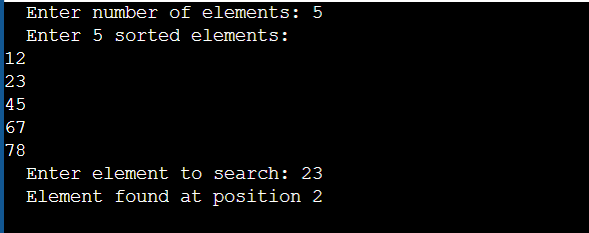 Enter number of elements: 5
Enter 5 sorted elements:
12
23
45
67
78
Enter element to search: 23
Element found at position 2